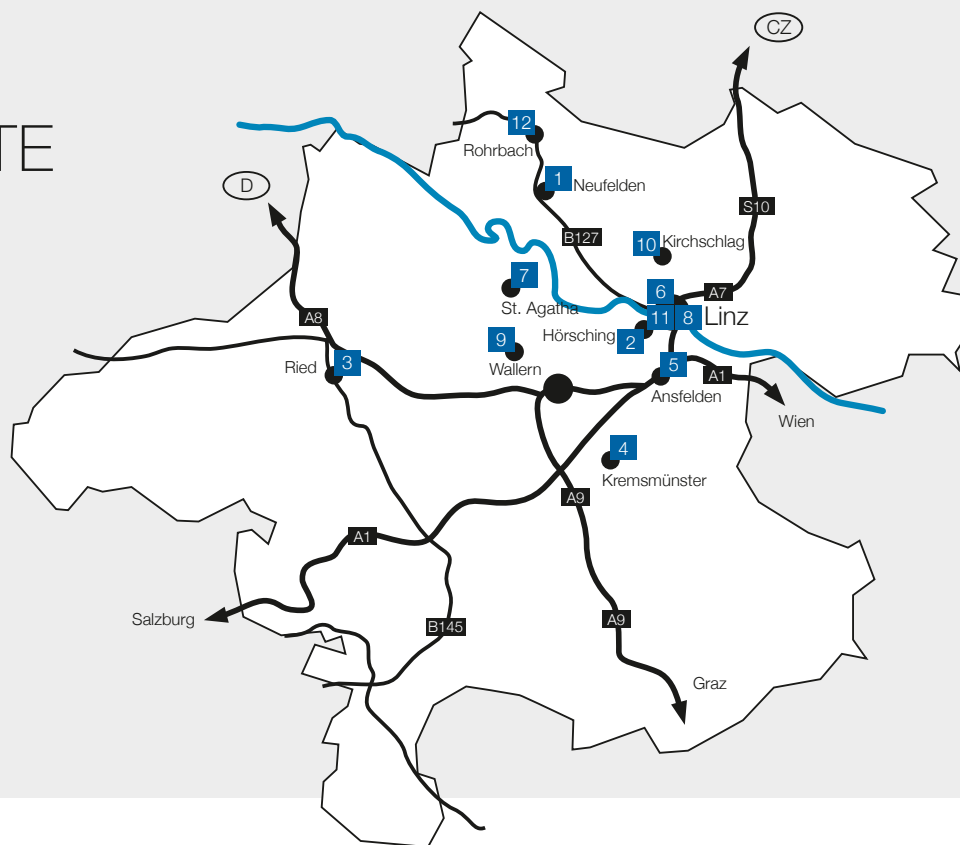 CZ
TE
12
Rohrbach
D
1
Neufelden
S10
B127
10
Kirchschlag
7
St. Agatha
6
A7
A8
11
8
Linz
Hörsching
2
9
Wallern
Ried
3
5
A1
Ansfelden
Wien
4
Kremsmünster
A9
A1
Salzburg
B145
A9
Graz